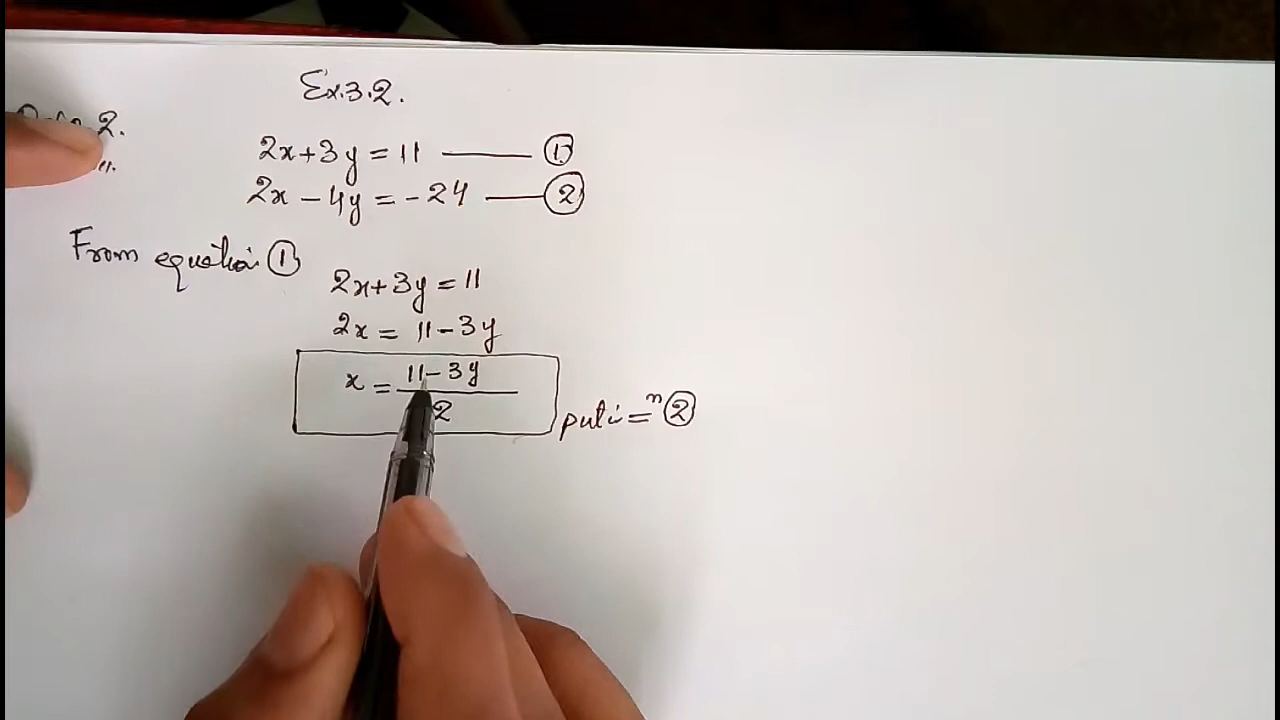 Ex.3.2.
2.
2x+3y = 11 ——— ①
2x - 4y = -24 ——— ②
From equation ①
2x+3y = 11
2x = 11-3y
x = 11-3y / 2
put i = n ②